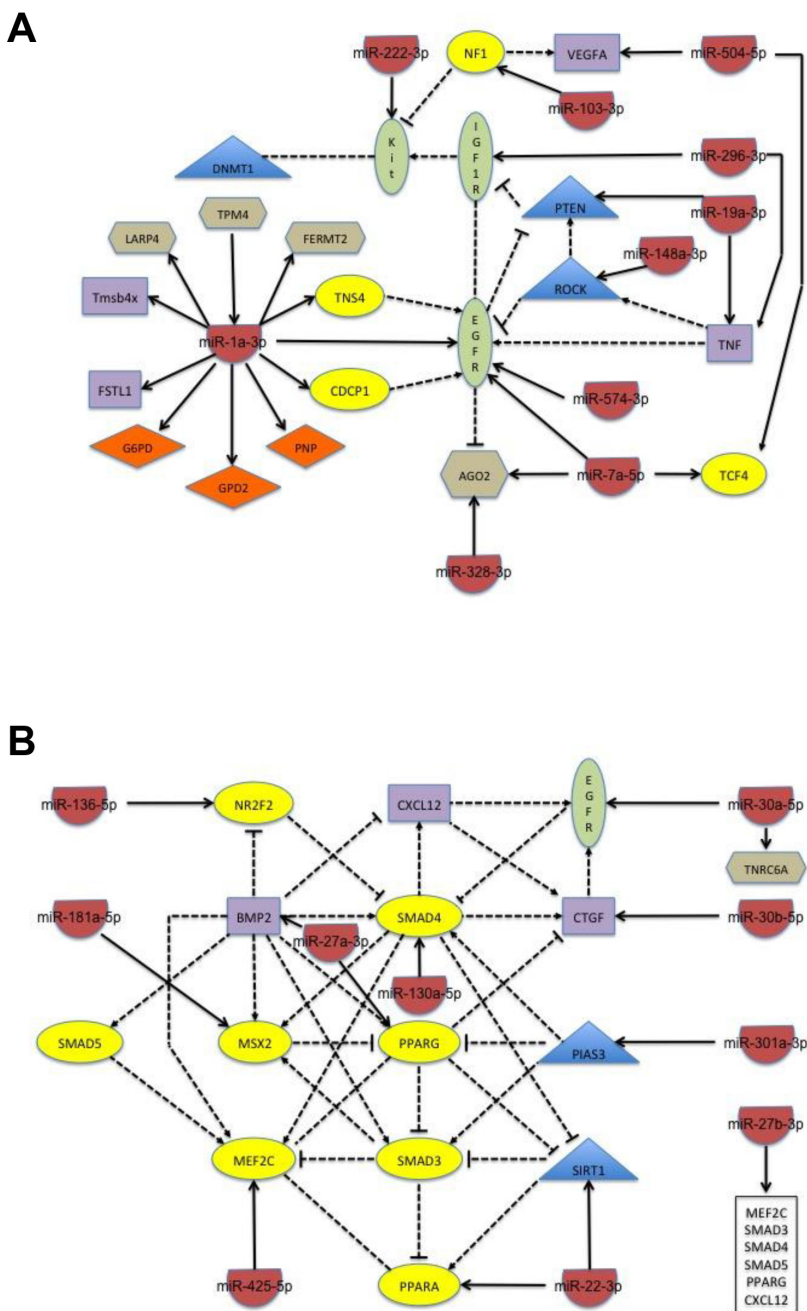 A
miR-222-3p
NF1
VEGFA
miR-504-5p
miR-103-3p
Kit
IGF1R
DNMT1
miR-296-3p
PTEN
miR-19a-3p
TPM4
LARP4
FERMT2
miR-148a-3p
ROCK
Tmsb4x
TNS4
miR-1a-3p
EGFR
TNF
FSTL1
CDCP1
miR-574-3p
G6PD
PNP
GPD2
AGO2
miR-7a-5p
TCF4
miR-328-3p
B
miR-136-5p
NR2F2
CXCL12
EGFR
miR-30a-5p
TNRC6A
miR-181a-5p
BMP2
SMAD4
CTGF
miR-30b-5p
miR-27a-3p
miR-130a-5p
SMAD5
MSX2
PPARG
PIAS3
miR-301a-3p
miR-27b-3p
MEF2C
SMAD3
SIRT1
MEF2C
SMAD3
SMAD4
SMAD5
PPARG
CXCL12
miR-425-5p
PPARA
miR-22-3p